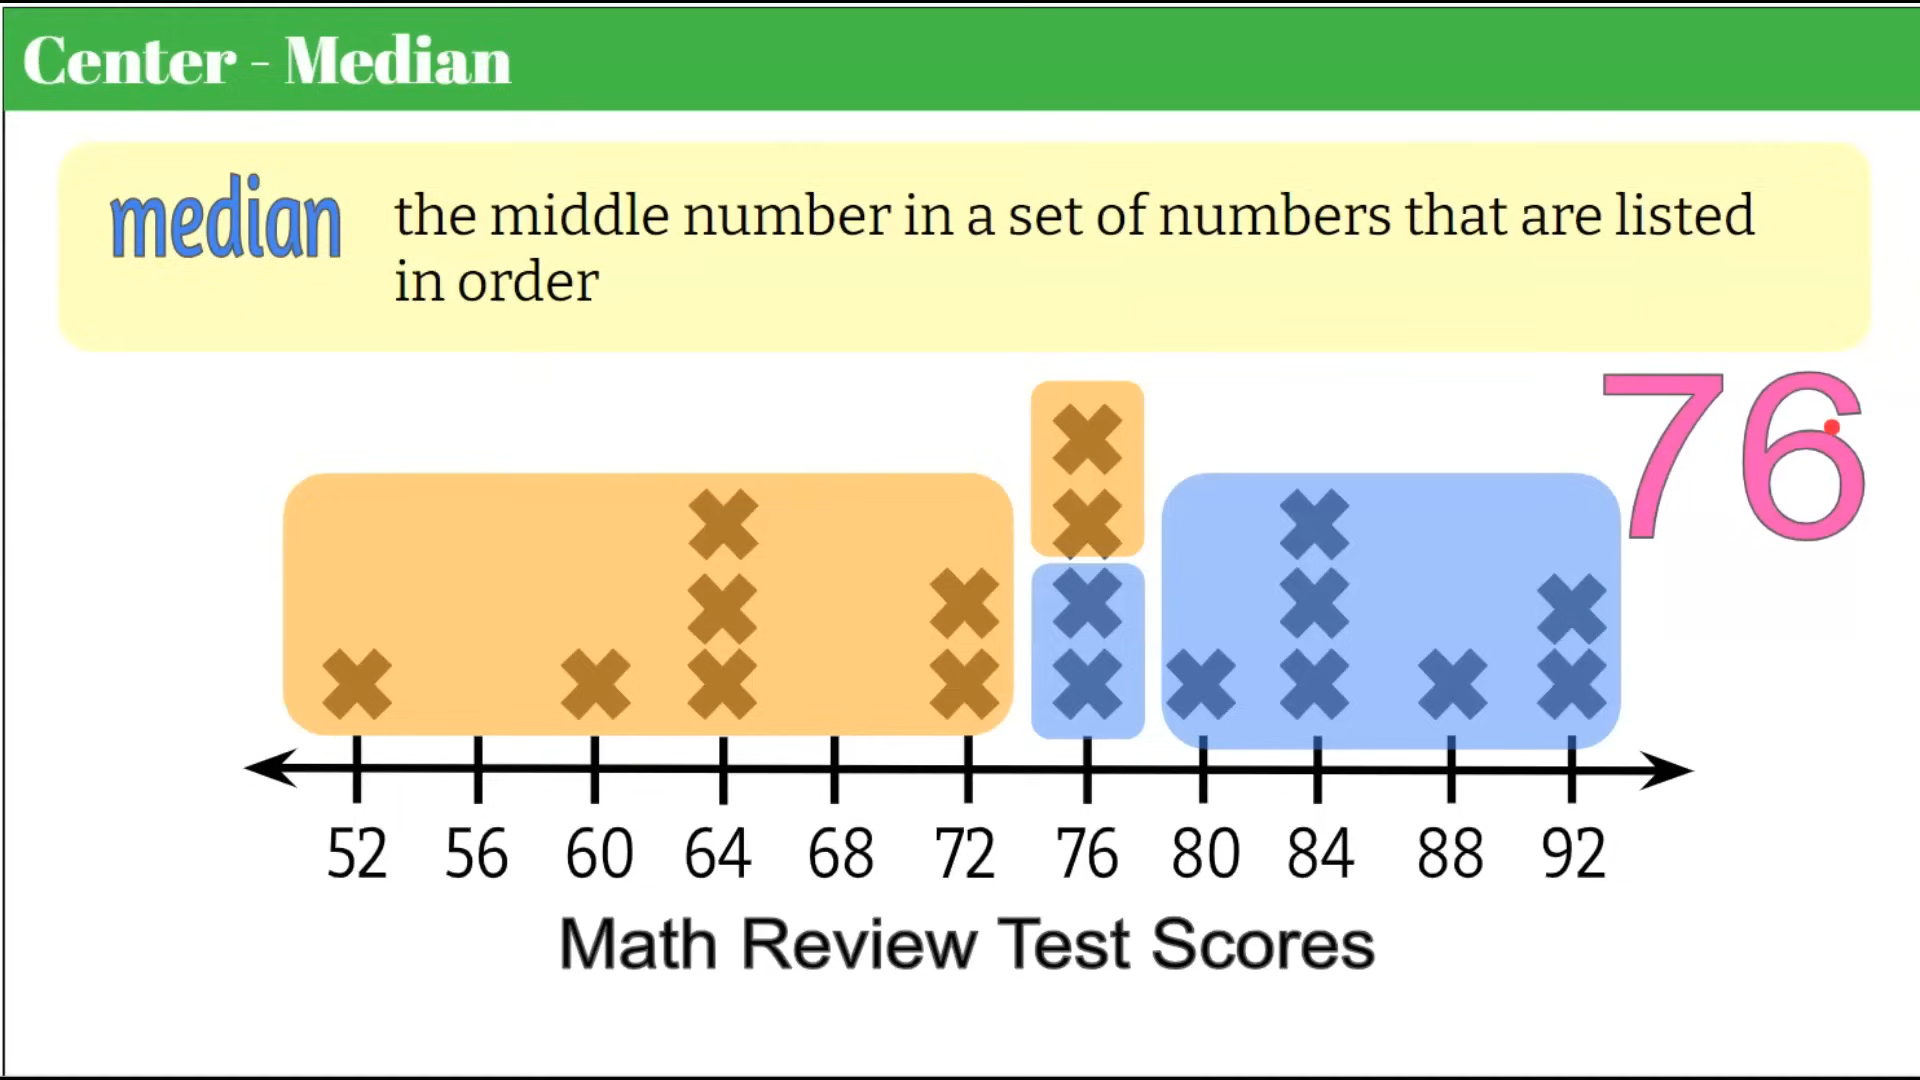 Center - Median
median the middle number in a set of numbers that are listed
in order
76
52 56 60 64 68 72 76 80 84 88 92
Math Review Test Scores